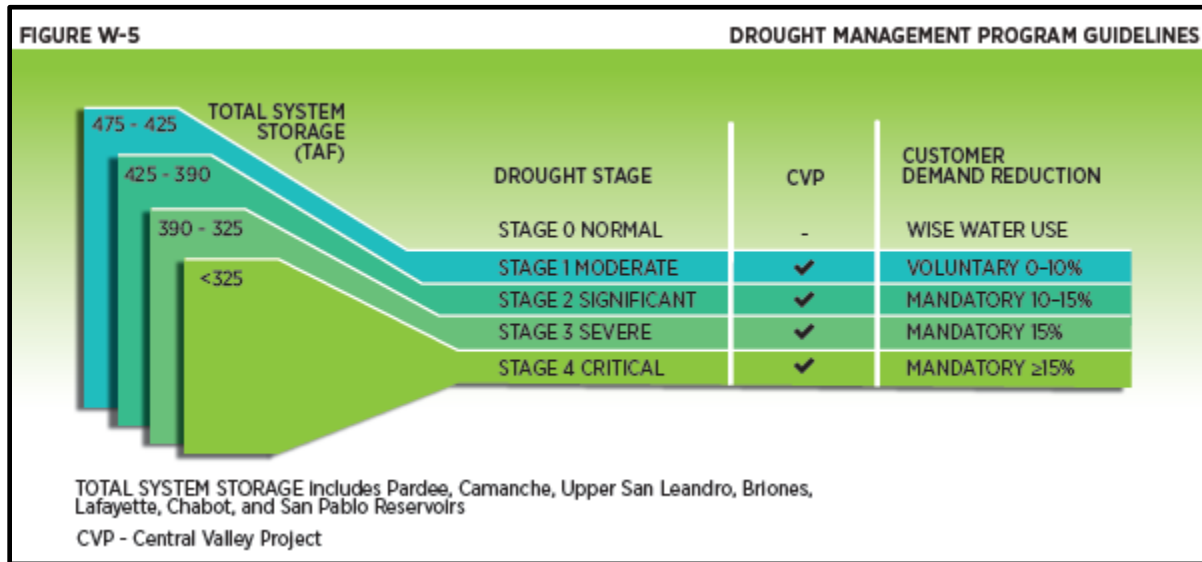 FIGURE W-5
DROUGHT MANAGEMENT PROGRAM GUIDELINES
TOTAL SYSTEM
STORAGE
(TAF)
475 - 425
425 - 390
390 - 325
<325
DROUGHT STAGE
CVP
CUSTOMER
DEMAND REDUCTION
STAGE 0 NORMAL - WISE WATER USE
STAGE 1 MODERATE ✔ VOLUNTARY 0–10%
STAGE 2 SIGNIFICANT ✔ MANDATORY 10–15%
STAGE 3 SEVERE ✔ MANDATORY 15%
STAGE 4 CRITICAL ✔ MANDATORY ≥15%
TOTAL SYSTEM STORAGE Includes Pardee, Camanche, Upper San Leandro, Briones,
Lafayette, Chabot, and San Pablo Reservoirs
CVP - Central Valley Project